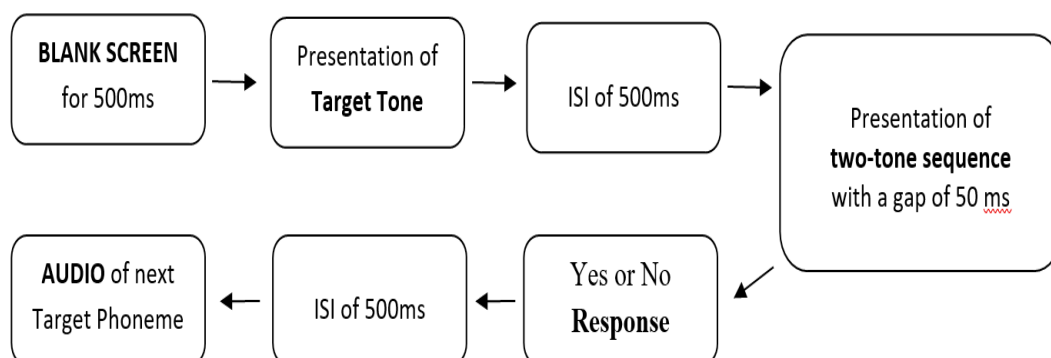 BLANK SCREEN
for 500ms
Presentation of
Target Tone
ISI of 500ms
Presentation of
two-tone sequence
with a gap of 50 ms
Yes or No
Response
ISI of 500ms
AUDIO of next
Target Phoneme